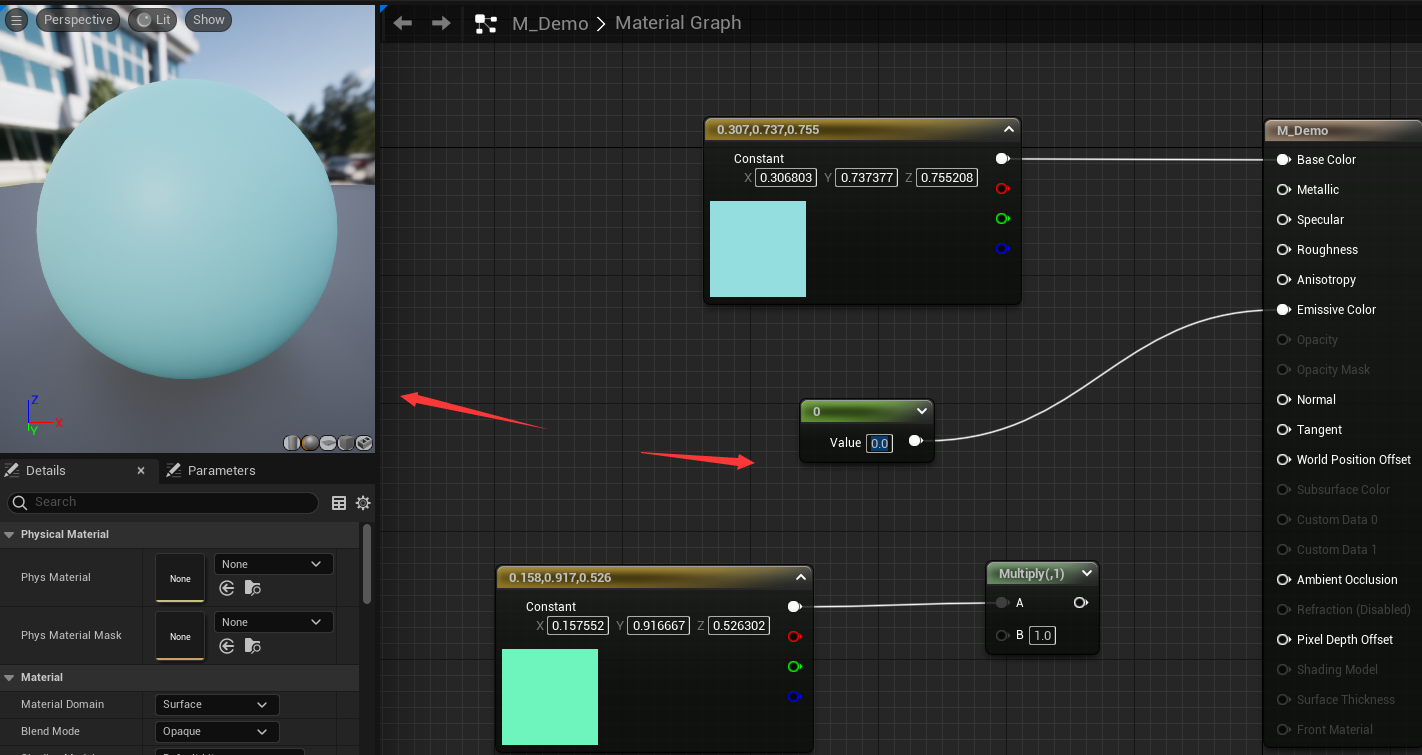 Perspective
Lit
Show
M_Demo > Material Graph
0.307,0.737,0.755
Constant
X 0.306803 Y 0.737377 Z 0.755208
0
Value 0.0
0.158,0.917,0.526
Constant
X 0.157552 Y 0.916667 Z 0.526302
Multiply(,1)
A
B 1.0
M_Demo
Base Color
Metallic
Specular
Roughness
Anisotropy
Emissive Color
Opacity
Opacity Mask
Normal
Tangent
World Position Offset
Subsurface Color
Custom Data 0
Custom Data 1
Ambient Occlusion
Refraction (Disabled)
Pixel Depth Offset
Shading Model
Surface Thickness
Front Material
Z
X
Y
Details
Parameters
Search
Physical Material
Phys Material
None
None
Phys Material Mask
None
None
Material
Material Domain
Surface
Blend Mode
Opaque